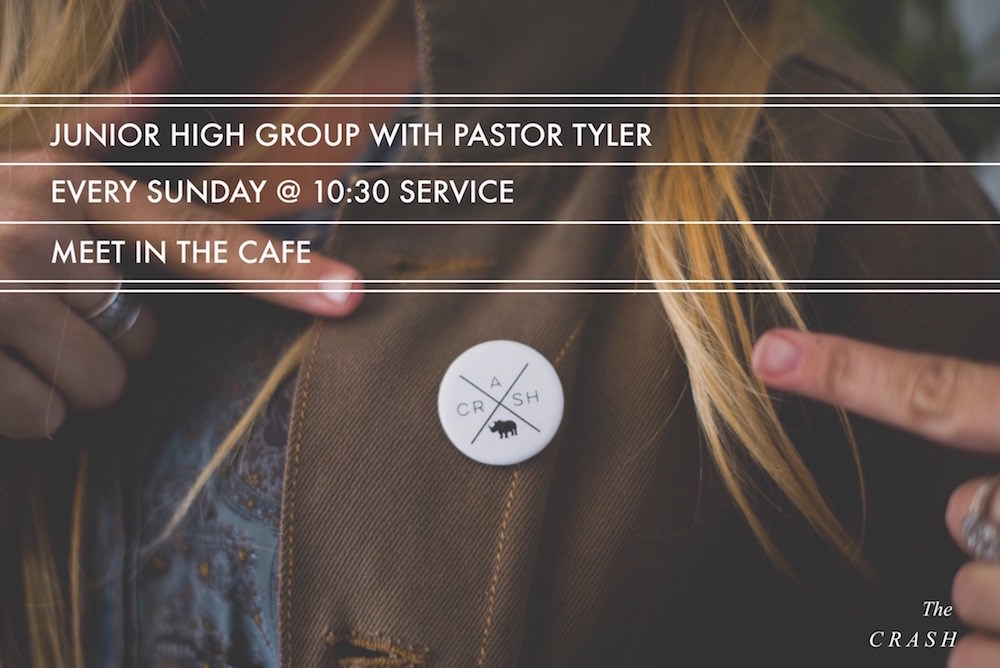 JUNIOR HIGH GROUP WITH PASTOR TYLER
EVERY SUNDAY @ 10:30 SERVICE
MEET IN THE CAFE
A
CR SH
The
CRASH